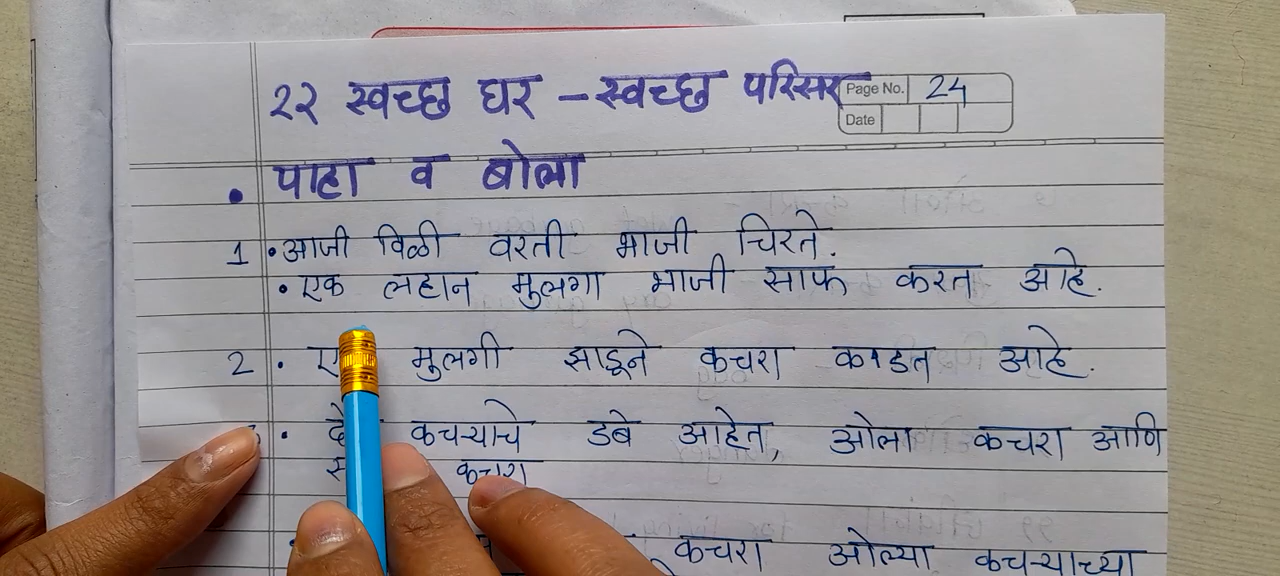 २२ स्वच्छ घर – स्वच्छ परिसर
Page No. 24
Date
• पाहा व बोला
1 • आजी विळी वरती भाजी चिरते.
• एक लहान मुलगा भाजी साफ करत आहे.
2 • मुलगी झाडूने कचरा काडत आहे.
• कचऱ्याचे डबे आहेत, ओला कचरा आणि
कचरा
कचरा ओल्या कचऱ्याच्या